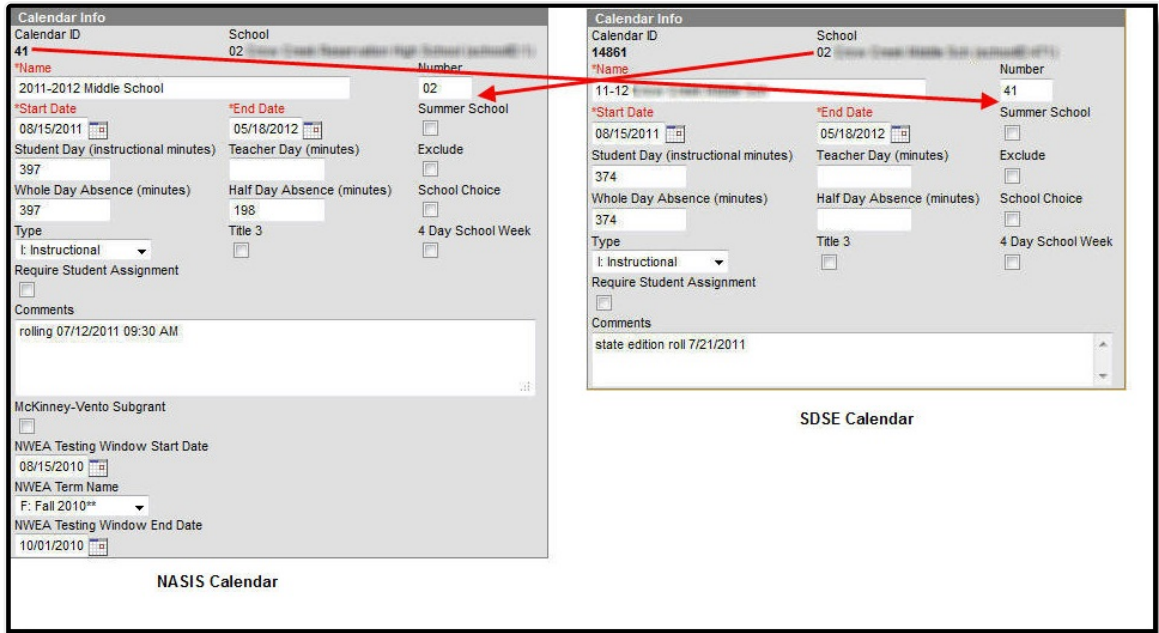 Calendar Info
Calendar ID School
41 02
*Name Number
2011-2012 Middle School 02
*Start Date *End Date Summer School
08/15/2011 05/18/2012
Student Day (instructional minutes) Teacher Day (minutes) Exclude
397
Whole Day Absence (minutes) Half Day Absence (minutes) School Choice
397 198
Type Title 3 4 Day School Week
I: Instructional
Require Student Assignment
Comments
rolling 07/12/2011 09:30 AM
McKinney-Vento Subgrant
NWEA Testing Window Start Date
08/15/2010
NWEA Term Name
F: Fall 2010**
NWEA Testing Window End Date
10/01/2010
NASIS Calendar
Calendar Info
Calendar ID School
14861 02
*Name Number
11-12 41
*Start Date *End Date Summer School
08/15/2011 05/18/2012
Student Day (instructional minutes) Teacher Day (minutes) Exclude
374
Whole Day Absence (minutes) Half Day Absence (minutes) School Choice
374
Type Title 3 4 Day School Week
I: Instructional
Require Student Assignment
Comments
state edition roll 7/21/2011
SDSE Calendar